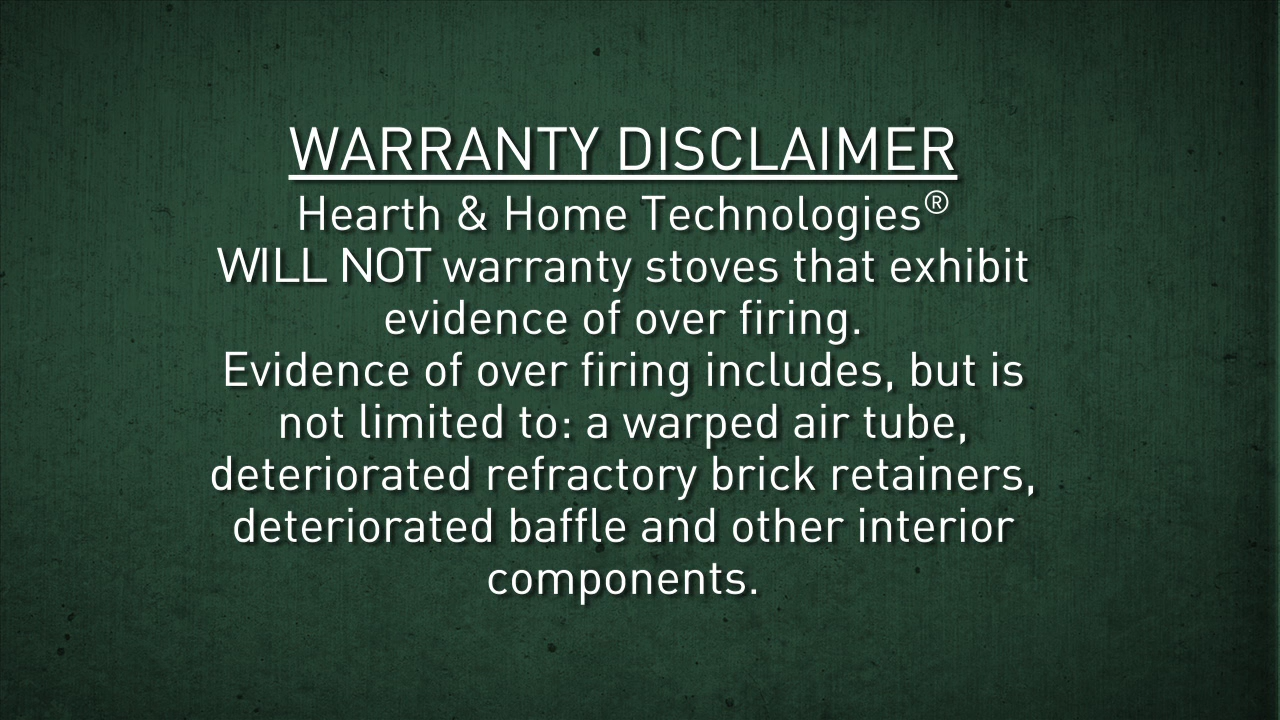 WARRANTY DISCLAIMER
Hearth & Home Technologies®
WILL NOT warranty stoves that exhibit
evidence of over firing.
Evidence of over firing includes, but is
not limited to: a warped air tube,
deteriorated refractory brick retainers,
deteriorated baffle and other interior
components.